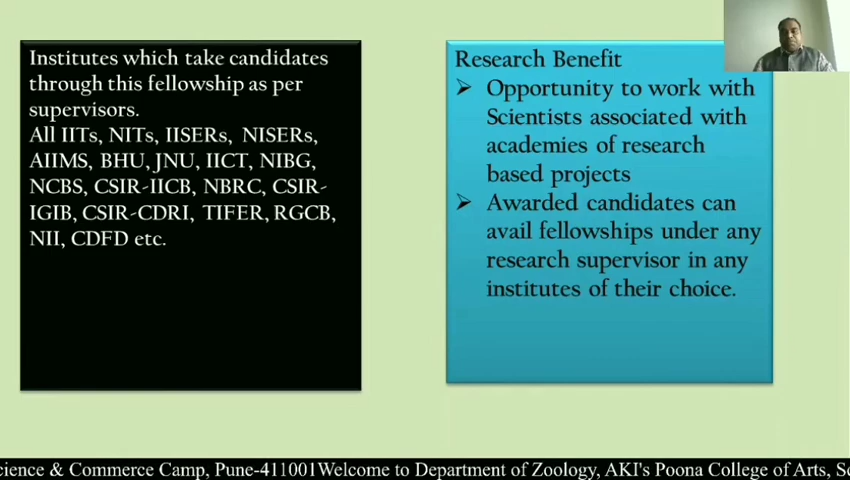 Institutes which take candidates
through this fellowship as per
supervisors.
All IITs, NITs, IISERs, NISERs,
AIIMS, BHU, JNU, IICT, NIBG,
NCBS, CSIR-IICB, NBRC, CSIR-
IGIB, CSIR-CDRI, TIFER, RGCB,
NII, CDFD etc.
Research Benefit
➤ Opportunity to work with
Scientists associated with
academies of research
based projects
➤ Awarded candidates can
avail fellowships under any
research supervisor in any
institutes of their choice.
cience & Commerce Camp, Pune-411001Welcome to Department of Zoology, AKI's Poona College of Arts, Sc